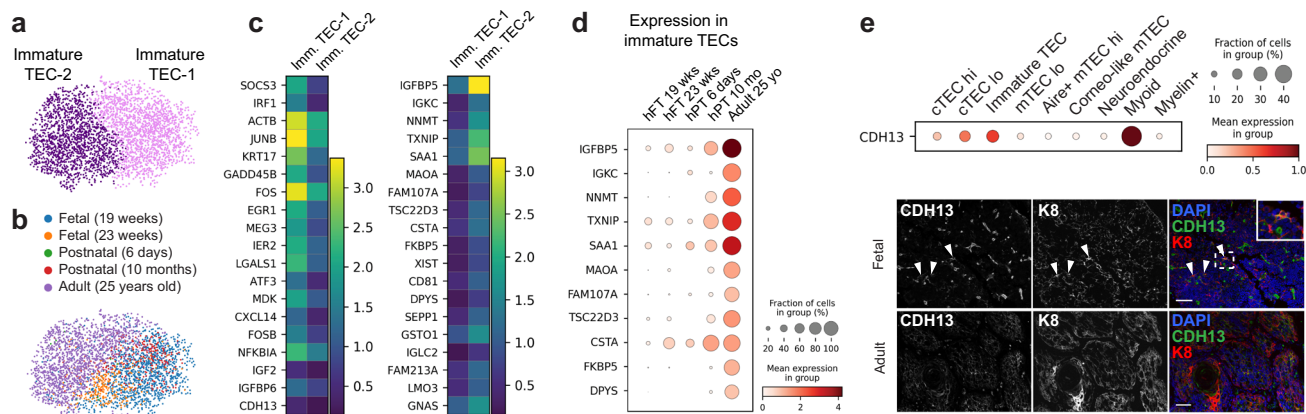 a
Immature
TEC-2
Immature
TEC-1
b
Fetal (19 weeks)
Fetal (23 weeks)
Postnatal (6 days)
Postnatal (10 months)
Adult (25 years old)
c
Imm. TEC-1
Imm. TEC-2
SOCS3
IRF1
ACTB
JUNB
KRT17
GADD45B
FOS
EGR1
MEG3
IER2
LGALS1
ATF3
MDK
CXCL14
FOSB
NFKBIA
IGF2
IGFBP6
CDH13
3.0
2.5
2.0
1.5
1.0
0.5
Imm. TEC-1
Imm. TEC-2
IGFBP5
IGKC
NNMT
TXNIP
SAA1
MAOA
FAM107A
TSC22D3
CSTA
FKBP5
XIST
CD81
DPYS
SEPP1
GSTO1
IGLC2
FAM213A
LMO3
GNAS
3.0
2.5
2.0
1.5
1.0
0.5
d
Expression in
immature TECs
hFT 19 wks
hFT 23 wks
hPT 6 days
hPT 10 mo
Adult 25 yo
IGFBP5
IGKC
NNMT
TXNIP
SAA1
MAOA
FAM107A
TSC22D3
CSTA
FKBP5
DPYS
Fraction of cells
in group (%)
20 40 60 80 100
Mean expression
in group
0 2 4
e
cTEC hi
cTEC lo
Immature TEC
mTEC lo
Aire+ mTEC hi
Corneo-like mTEC
Neuroendocrine
Myoid
Myelin+
CDH13
Fraction of cells
in group (%)
10 20 30 40
Mean expression
in group
0.0 0.5 1.0
Fetal
CDH13
K8
DAPI
CDH13
K8
Adult
CDH13
K8
DAPI
CDH13
K8